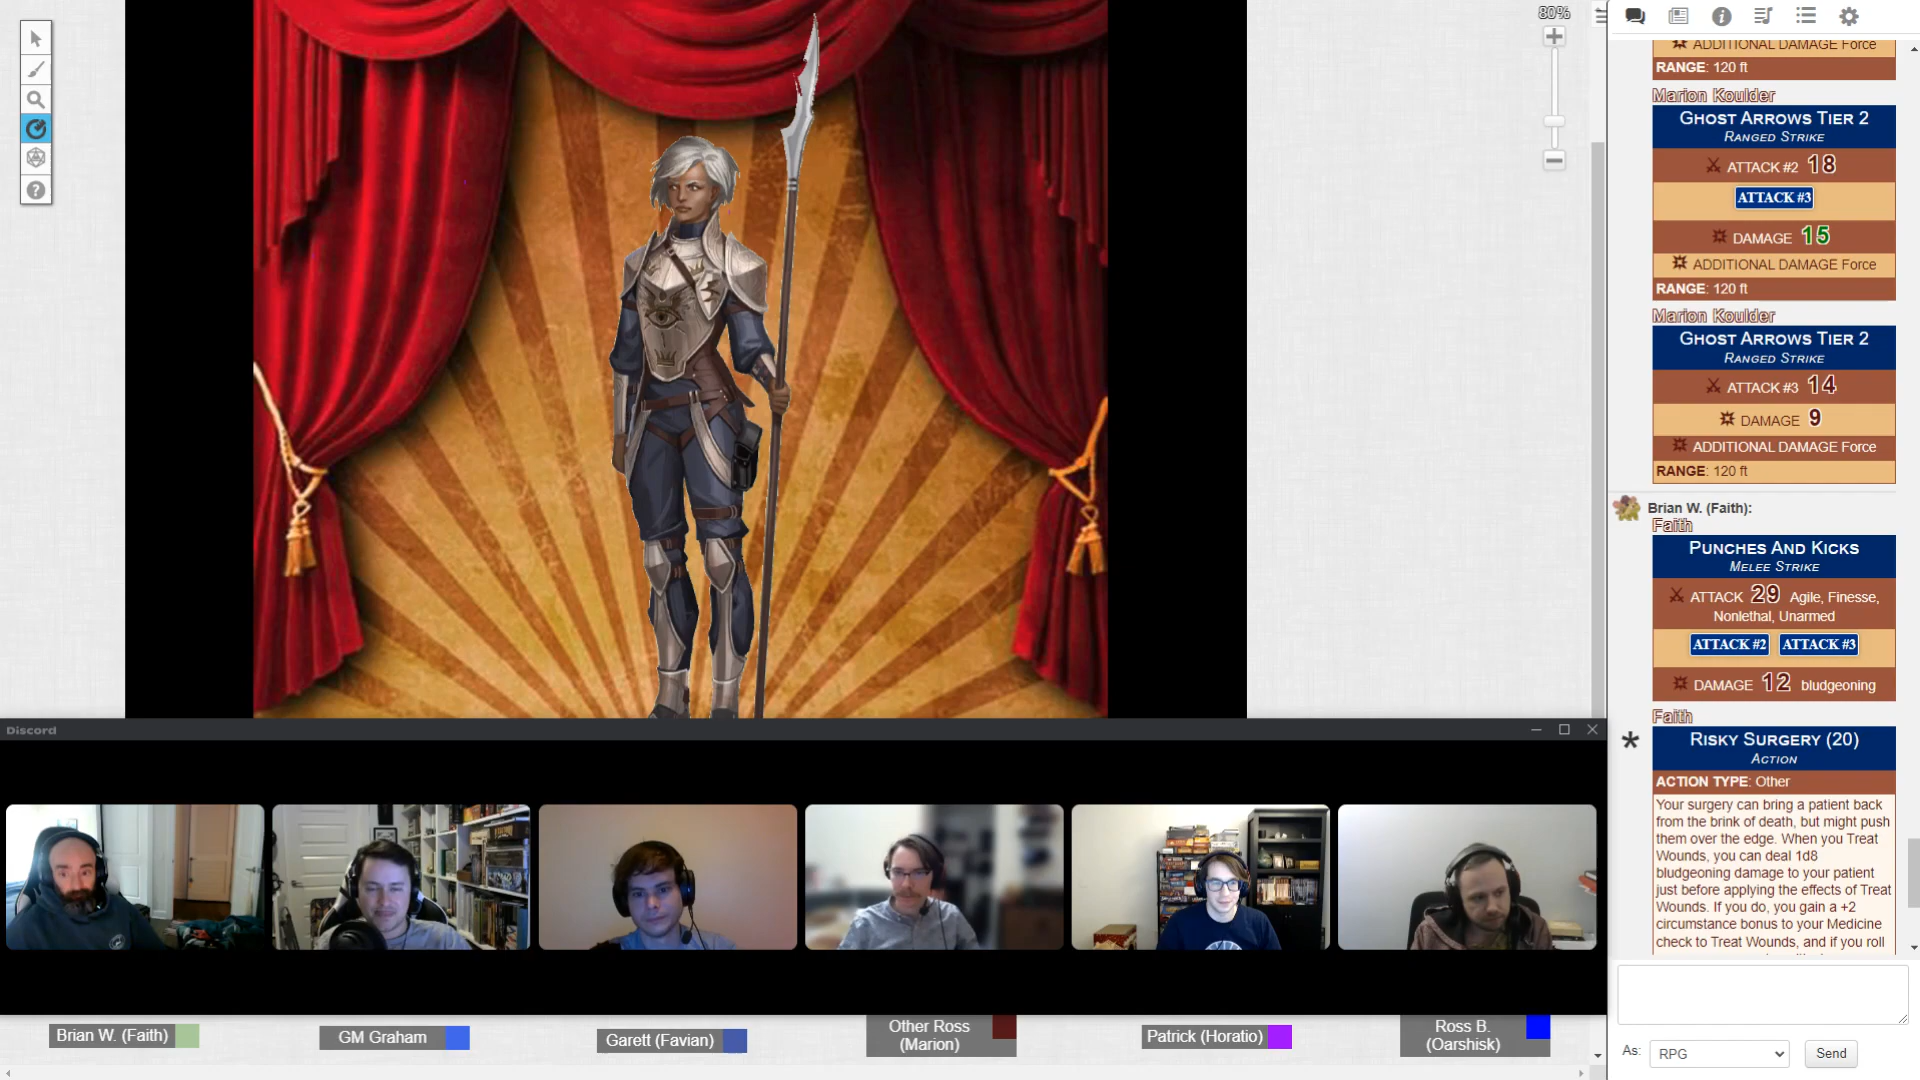 80%
ADDITIONAL DAMAGE Force
RANGE: 120 ft
Marion Koulder
Ghost Arrows Tier 2
Ranged Strike
ATTACK #2 18
ATTACK #3
DAMAGE 15
ADDITIONAL DAMAGE Force
RANGE: 120 ft
Marion Koulder
Ghost Arrows Tier 2
Ranged Strike
ATTACK #3 14
DAMAGE 9
ADDITIONAL DAMAGE Force
RANGE: 120 ft
Brian W. (Faith):
Faith
Punches And Kicks
Melee Strike
ATTACK 29 Agile, Finesse,
Nonlethal, Unarmed
ATTACK #2 ATTACK #3
DAMAGE 12 bludgeoning
Faith
*
Risky Surgery (20)
Action
ACTION TYPE: Other
Your surgery can bring a patient back
from the brink of death, but might push
them over the edge. When you Treat
Wounds, you can deal 1d8
bludgeoning damage to your patient
just before applying the effects of Treat
Wounds. If you do, you gain a +2
circumstance bonus to your Medicine
check to Treat Wounds, and if you roll
As: RPG Send
Discord
Brian W. (Faith)
GM Graham
Garett (Favian)
Other Ross
(Marion)
Patrick (Horatio)
Ross B.
(Oarshisk)